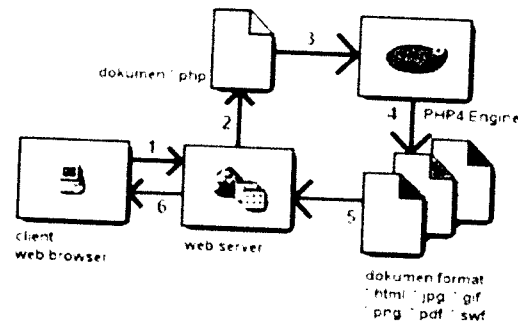 3
dokumen *.php
2
4
PHP4 Engine
1
6
5
client
web browser
web server
dokumen format
*.html *.jpg *.gif
*.png *.pdf *.swf